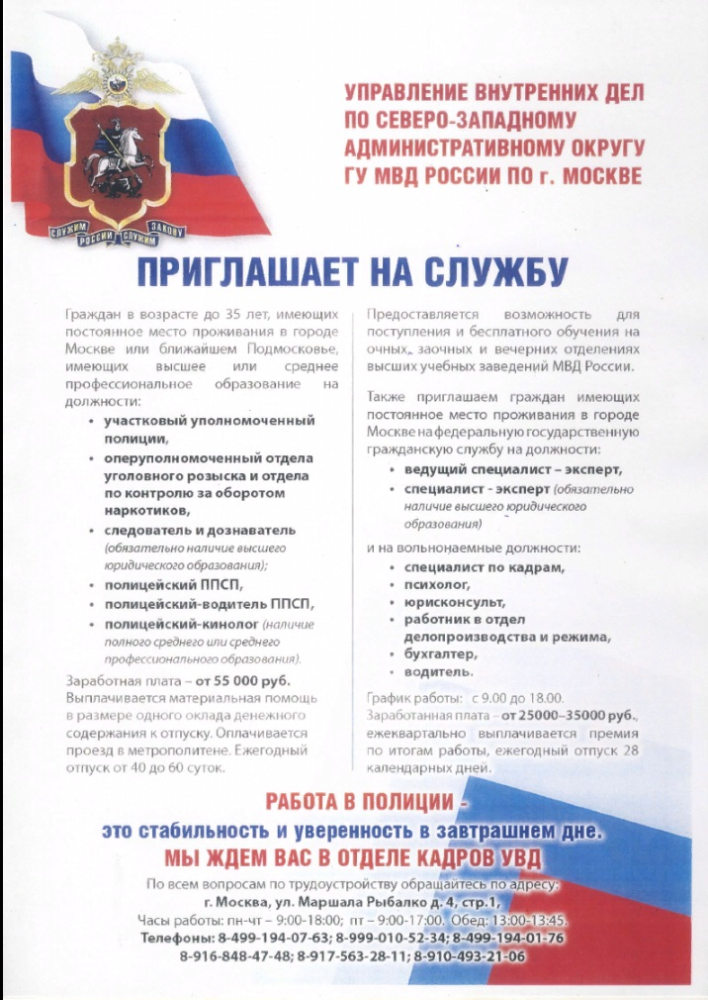 УПРАВЛЕНИЕ ВНУТРЕННИХ ДЕЛ
ПО СЕВЕРО-ЗАПАДНОМУ
АДМИНИСТРАТИВНОМУ ОКРУГУ
ГУ МВД РОССИИ ПО г. МОСКВЕ
СЛУЖИМ РОССИИ СЛУЖИМ ЗАКОНУ
ПРИГЛАШАЕТ НА СЛУЖБУ
Граждан в возрасте до 35 лет, имеющих
постоянное место проживания в городе
Москве или ближайшем Подмосковье,
имеющих высшее или среднее
профессиональное образование на
должности:
• участковый уполномоченный
полиции,
• оперуполномоченный отдела
уголовного розыска и отдела
по контролю за оборотом
наркотиков,
• следователь и дознаватель
(обязательно наличие высшего
юридического образования);
• полицейский ППСП,
• полицейский-водитель ППСП,
• полицейский-кинолог (наличие
полного среднего или среднего
профессионального образования).
Заработная плата – от 55 000 руб.
Выплачивается материальная помощь
в размере одного оклада денежного
содержания к отпуску. Оплачивается
проезд в метрополитене. Ежегодный
отпуск от 40 до 60 суток.
Предоставляется возможность для
поступления и бесплатного обучения на
очных, заочных и вечерних отделениях
высших учебных заведений МВД России.
Также приглашаем граждан имеющих
постоянное место проживания в городе
Москве на федеральную государственную
гражданскую службу на должности:
• ведущий специалист – эксперт,
• специалист - эксперт (обязательно
наличие высшего юридического
образования)
и на вольнонаемные должности:
• специалист по кадрам,
• психолог,
• юрисконсульт,
• работник в отдел
делопроизводства и режима,
• бухгалтер,
• водитель.
График работы: с 9.00 до 18.00.
Заработанная плата – от 25000–35000 руб.,
ежеквартально выплачивается премия
по итогам работы, ежегодный отпуск 28
календарных дней.
РАБОТА В ПОЛИЦИИ -
это стабильность и уверенность в завтрашнем дне.
МЫ ЖДЕМ ВАС В ОТДЕЛЕ КАДРОВ УВД
По всем вопросам по трудоустройству обращайтесь по адресу:
г. Москва, ул. Маршала Рыбалко д. 4, стр.1,
Часы работы: пн-чт – 9:00-18:00; пт – 9:00-17:00. Обед: 13:00-13:45.
Телефоны: 8-499-194-07-63; 8-999-010-52-34; 8-499-194-01-76
8-916-848-47-48; 8-917-563-28-11; 8-910-493-21-06